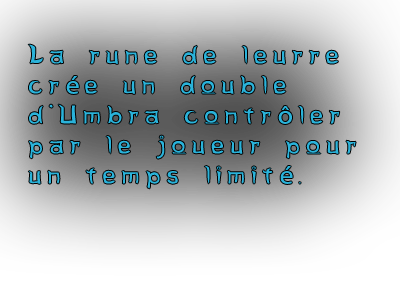 La rune de leurre
crée un double
d'Umbra contrôler
par le joueur pour
un temps limité.